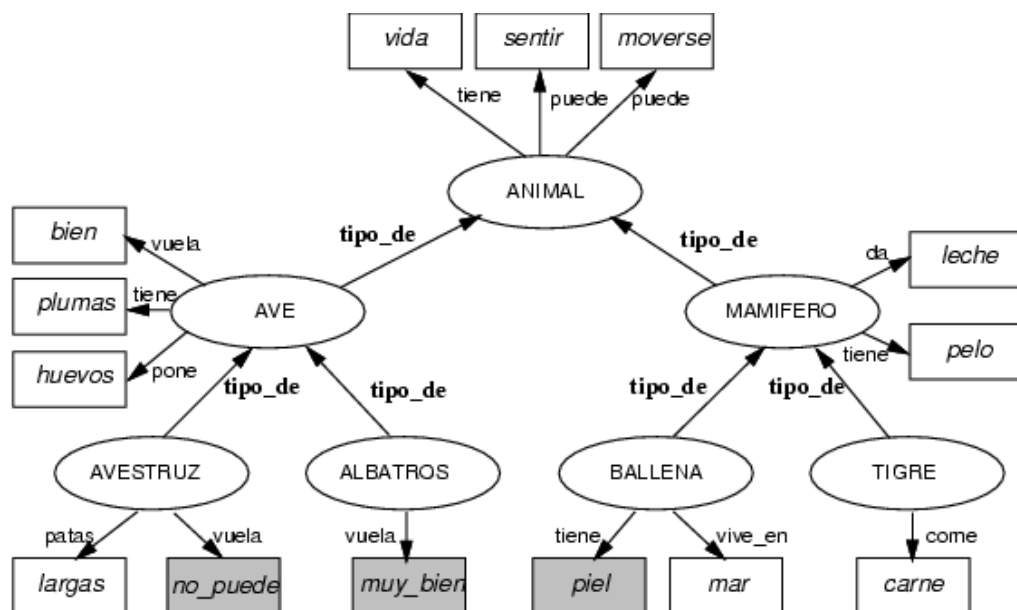 vida
sentir
moverse
tiene
puede
puede
ANIMAL
bien
vuela
tipo_de
tipo_de
da
leche
plumas
tiene
AVE
MAMIFERO
huevos
pone
tiene
pelo
tipo_de
tipo_de
tipo_de
tipo_de
AVESTRUZ
ALBATROS
BALLENA
TIGRE
patas
vuela
vuela
tiene
vive_en
come
largas
no_puede
muy_bien
piel
mar
carne